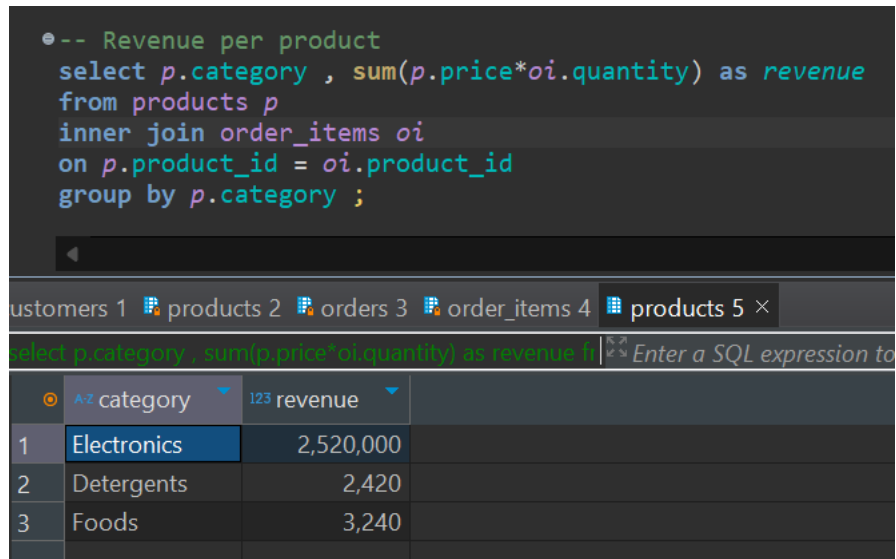 -- Revenue per product
select p.category , sum(p.price*oi.quantity) as revenue
from products p
inner join order_items oi
on p.product_id = oi.product_id
group by p.category ;
ustomers 1 products 2 orders 3 order_items 4 products 5 ×
select p.category , sum(p.price*oi.quantity) as revenue fr Enter a SQL expression to
A-Z category 123 revenue
1 Electronics 2,520,000
2 Detergents 2,420
3 Foods 3,240